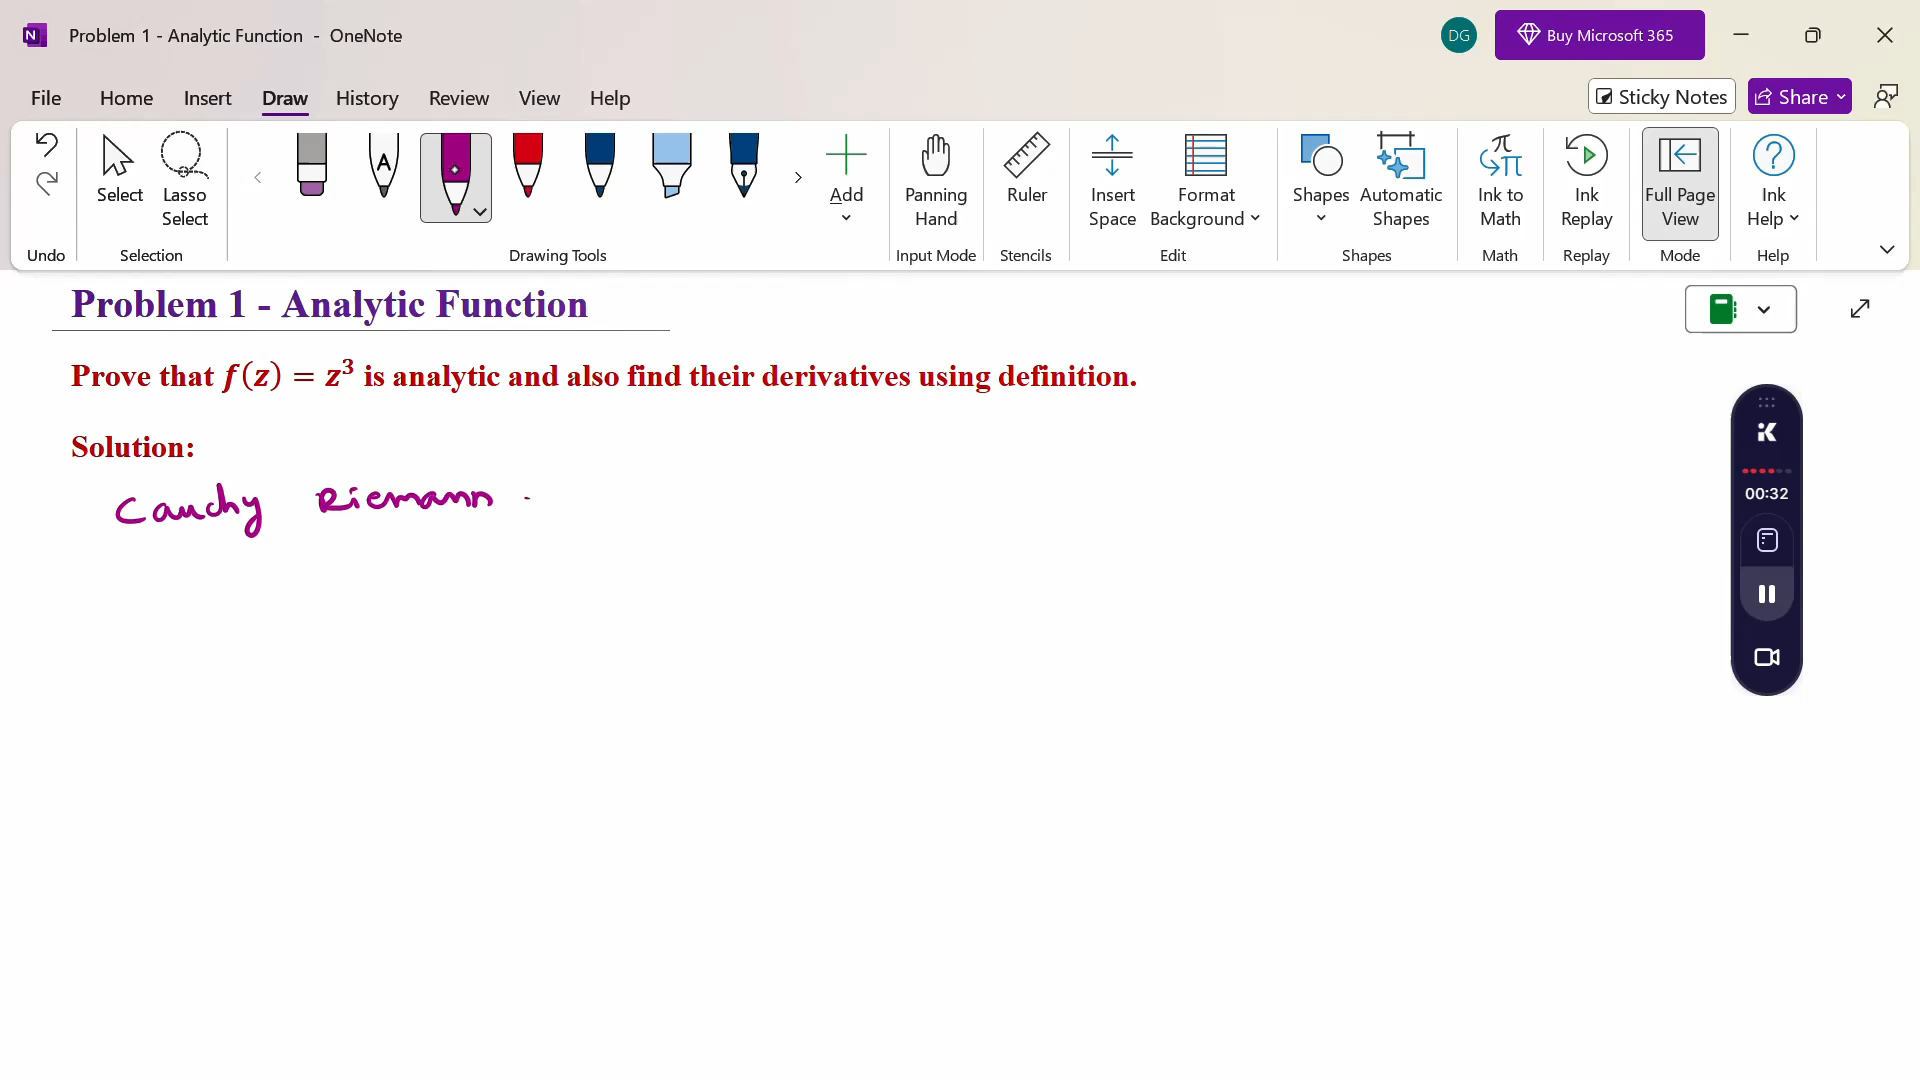 Problem 1 - Analytic Function - OneNote
DG
Buy Microsoft 365
File Home Insert Draw History Review View Help
Sticky Notes
Share
Undo
Select
Lasso Select
Selection
A
Drawing Tools
Add
Panning Hand
Input Mode
Ruler
Stencils
Insert Space
Format Background
Edit
Shapes
Automatic Shapes
Shapes
Ink to Math
Math
Ink Replay
Replay
Full Page View
Mode
Ink Help
Help
Problem 1 - Analytic Function
Prove that f(z) = z³ is analytic and also find their derivatives using definition.
Solution:
Cauchy Riemann
00:32